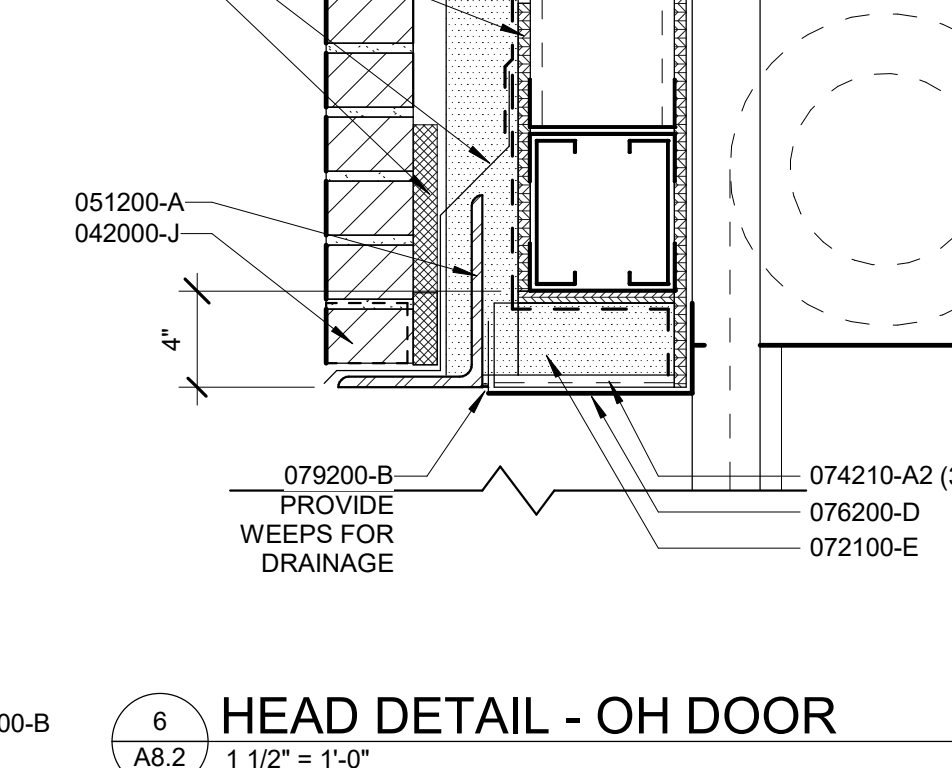 051200-A
042000-J
4"
079200-B
PROVIDE
WEEPS FOR
DRAINAGE
074210-A2 (
076200-D
072100-E
00-B
6
A8.2
HEAD DETAIL - OH DOOR
1 1/2" = 1'-0"